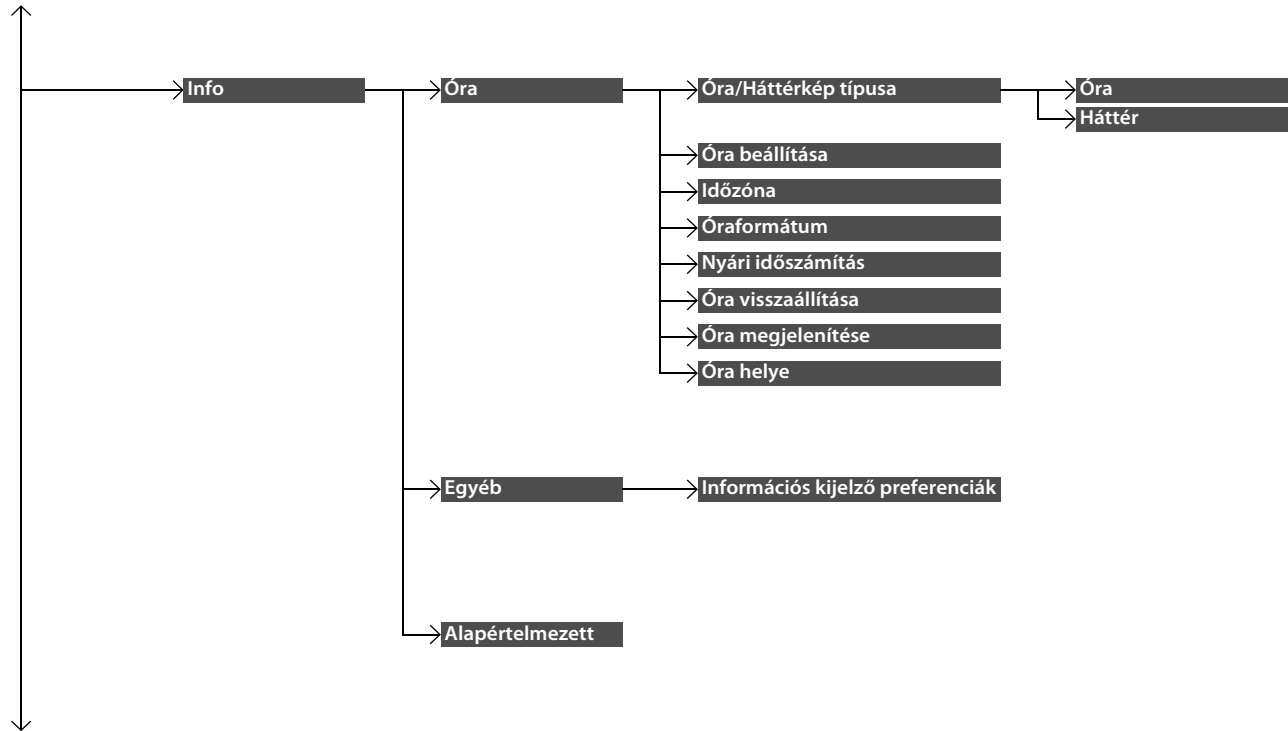 Info
Óra
Óra/Háttérkép típusa
Óra
Háttér
Óra beállítása
Időzóna
Óraformátum
Nyári időszámítás
Óra visszaállítása
Óra megjelenítése
Óra helye
Egyéb
Információs kijelző preferenciák
Alapértelmezett